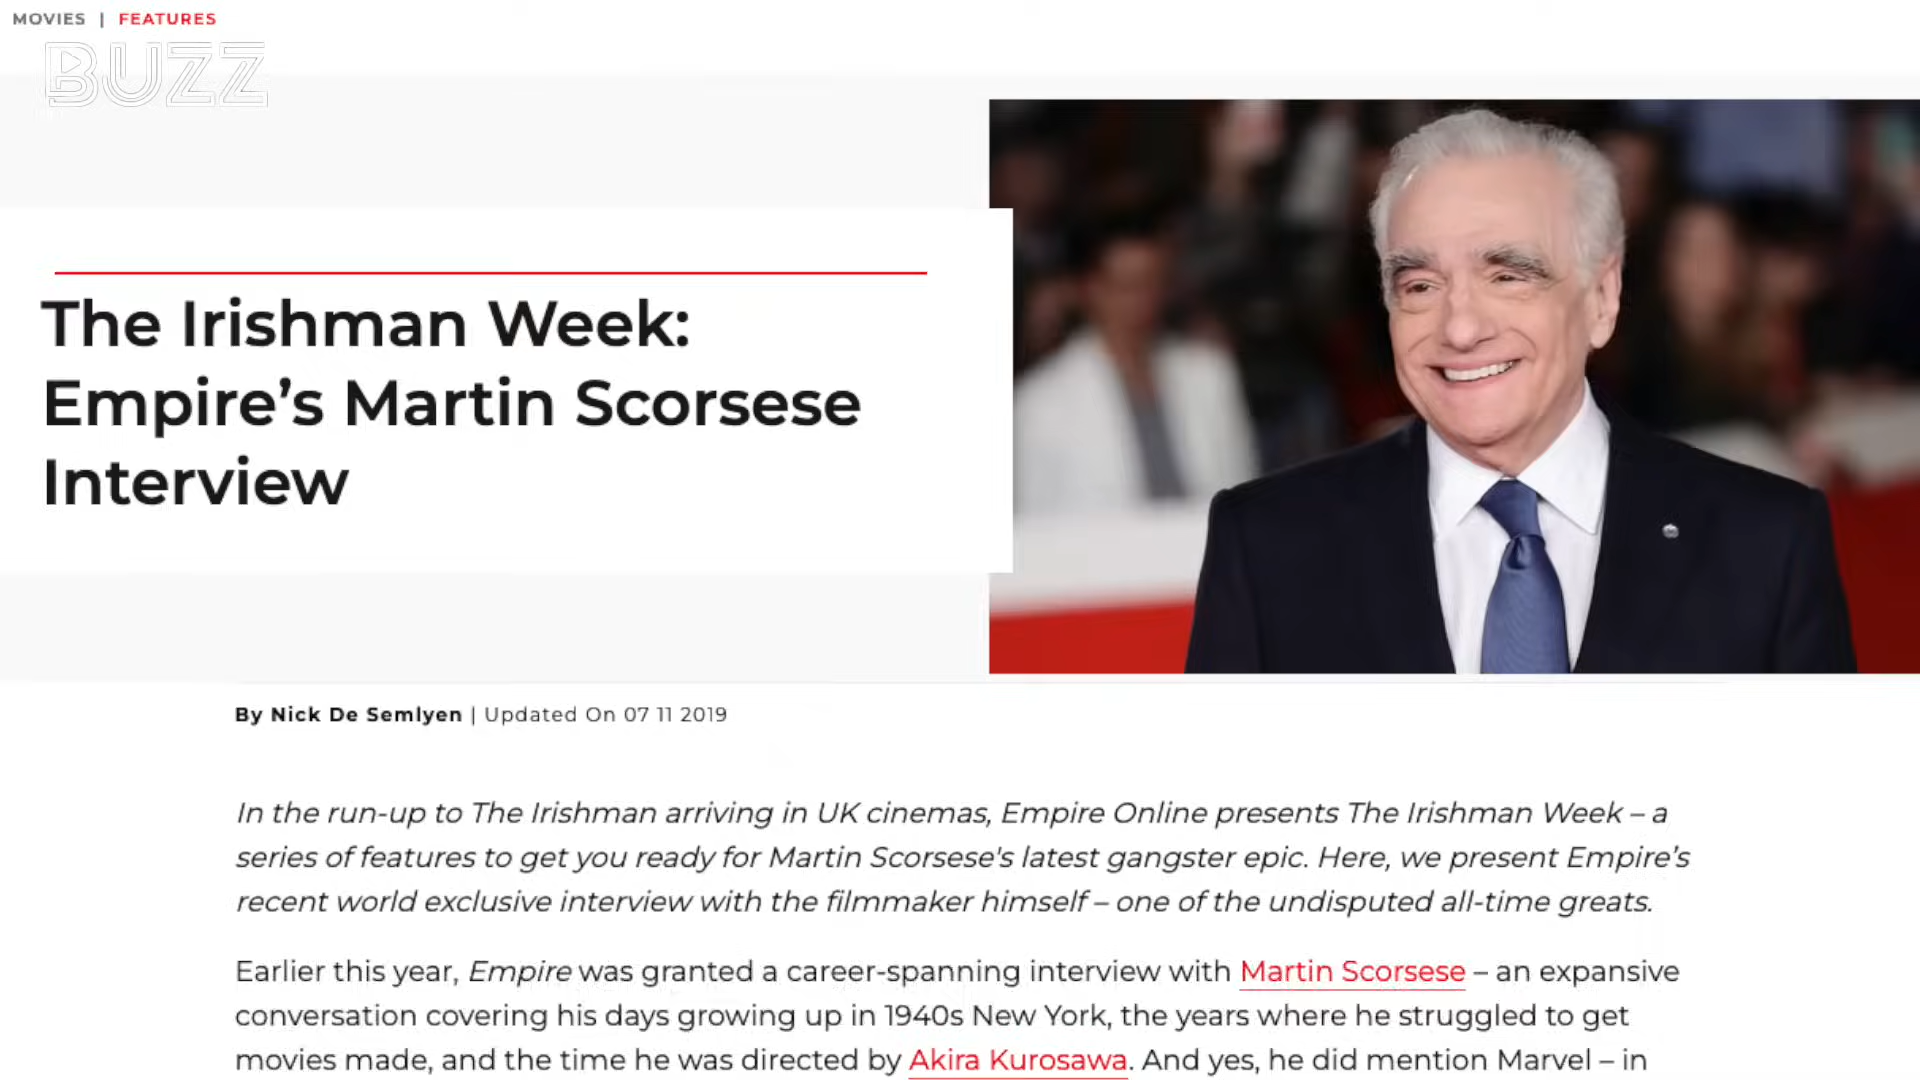 MOVIES | FEATURES
BUZZ
The Irishman Week:
Empire’s Martin Scorsese
Interview
By Nick De Semlyen | Updated On 07 11 2019
In the run-up to The Irishman arriving in UK cinemas, Empire Online presents The Irishman Week – a
series of features to get you ready for Martin Scorsese's latest gangster epic. Here, we present Empire’s
recent world exclusive interview with the filmmaker himself – one of the undisputed all-time greats.
Earlier this year, Empire was granted a career-spanning interview with Martin Scorsese – an expansive
conversation covering his days growing up in 1940s New York, the years where he struggled to get
movies made, and the time he was directed by Akira Kurosawa. And yes, he did mention Marvel – in